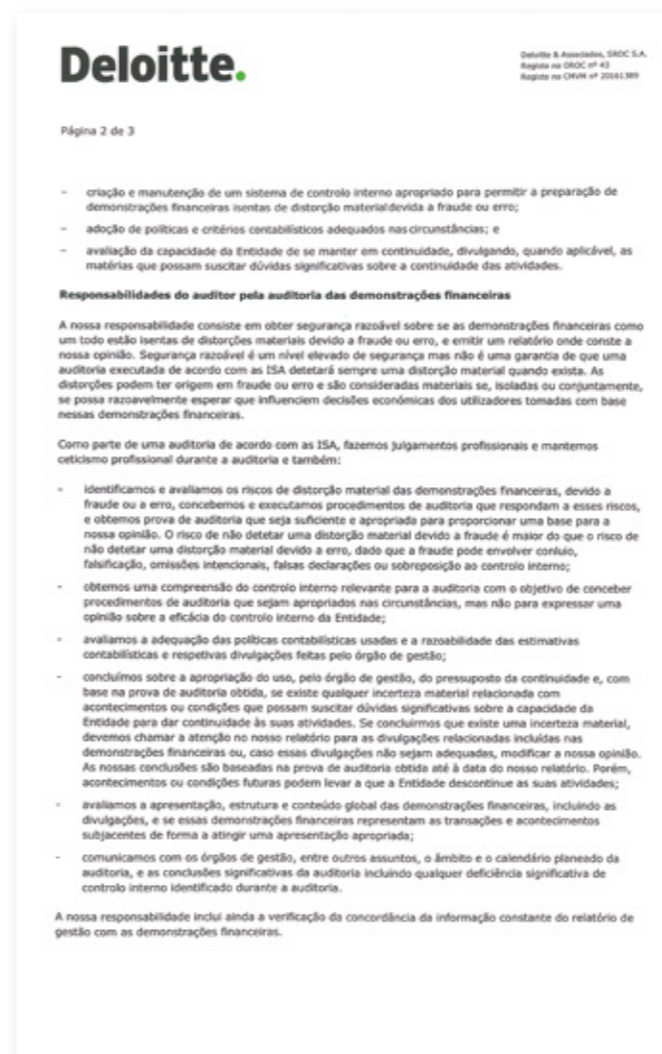 Deloitte.
Deloitte & Associados, SROC S.A.
Registo na OROC nº 43
Registo na CMVM nº 20161389
Página 2 de 3
- criação e manutenção de um sistema de controlo interno apropriado para permitir a preparação de
demonstrações financeiras isentas de distorção material devida a fraude ou erro;
- adoção de políticas e critérios contabilísticos adequados nas circunstâncias; e
- avaliação da capacidade da Entidade de se manter em continuidade, divulgando, quando aplicável, as
matérias que possam suscitar dúvidas significativas sobre a continuidade das atividades.
Responsabilidades do auditor pela auditoria das demonstrações financeiras
A nossa responsabilidade consiste em obter segurança razoável sobre se as demonstrações financeiras como
um todo estão isentas de distorções materiais devido a fraude ou erro, e emitir um relatório onde conste a
nossa opinião. Segurança razoável é um nível elevado de segurança mas não é uma garantia de que uma
auditoria executada de acordo com as ISA detetará sempre uma distorção material quando exista. As
distorções podem ter origem em fraude ou erro e são consideradas materiais se, isoladas ou conjuntamente,
se possa razoavelmente esperar que influenciem decisões económicas dos utilizadores tomadas com base
nessas demonstrações financeiras.
Como parte de uma auditoria de acordo com as ISA, fazemos julgamentos profissionais e mantemos
ceticismo profissional durante a auditoria e também:
- identificamos e avaliamos os riscos de distorção material das demonstrações financeiras, devido a
fraude ou a erro, concebemos e executamos procedimentos de auditoria que respondam a esses riscos,
e obtemos prova de auditoria que seja suficiente e apropriada para proporcionar uma base para a
nossa opinião. O risco de não detetar uma distorção material devido a fraude é maior do que o risco de
não detetar uma distorção material devido a erro, dado que a fraude pode envolver conluio,
falsificação, omissões intencionais, falsas declarações ou sobreposição ao controlo interno;
- obtemos uma compreensão do controlo interno relevante para a auditoria com o objetivo de conceber
procedimentos de auditoria que sejam apropriados nas circunstâncias, mas não para expressar uma
opinião sobre a eficácia do controlo interno da Entidade;
- avaliamos a adequação das políticas contabilísticas usadas e a razoabilidade das estimativas
contabilísticas e respetivas divulgações feitas pelo órgão de gestão;
- concluímos sobre a apropriação do uso, pelo órgão de gestão, do pressuposto da continuidade e, com
base na prova de auditoria obtida, se existe qualquer incerteza material relacionada com
acontecimentos ou condições que possam suscitar dúvidas significativas sobre a capacidade da
Entidade para dar continuidade às suas atividades. Se concluirmos que existe uma incerteza material,
devemos chamar a atenção no nosso relatório para as divulgações relacionadas incluídas nas
demonstrações financeiras ou, caso essas divulgações não sejam adequadas, modificar a nossa opinião.
As nossas conclusões são baseadas na prova de auditoria obtida até à data do nosso relatório. Porém,
acontecimentos ou condições futuras podem levar a que a Entidade descontinue as suas atividades;
- avaliamos a apresentação, estrutura e conteúdo global das demonstrações financeiras, incluindo as
divulgações, e se essas demonstrações financeiras representam as transações e acontecimentos
subjacentes de forma a atingir uma apresentação apropriada;
- comunicamos com os órgãos de gestão, entre outros assuntos, o âmbito e o calendário planeado da
auditoria, e as conclusões significativas da auditoria incluindo qualquer deficiência significativa de
controlo interno identificado durante a auditoria.
A nossa responsabilidade inclui ainda a verificação da concordância da informação constante do relatório de
gestão com as demonstrações financeiras.